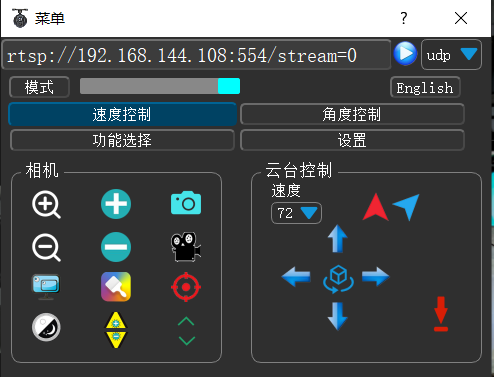 菜单
rtsp://192.168.144.108:554/stream=0
udp
模式
English
速度控制
角度控制
功能选择
设置
相机
云台控制
速度
72